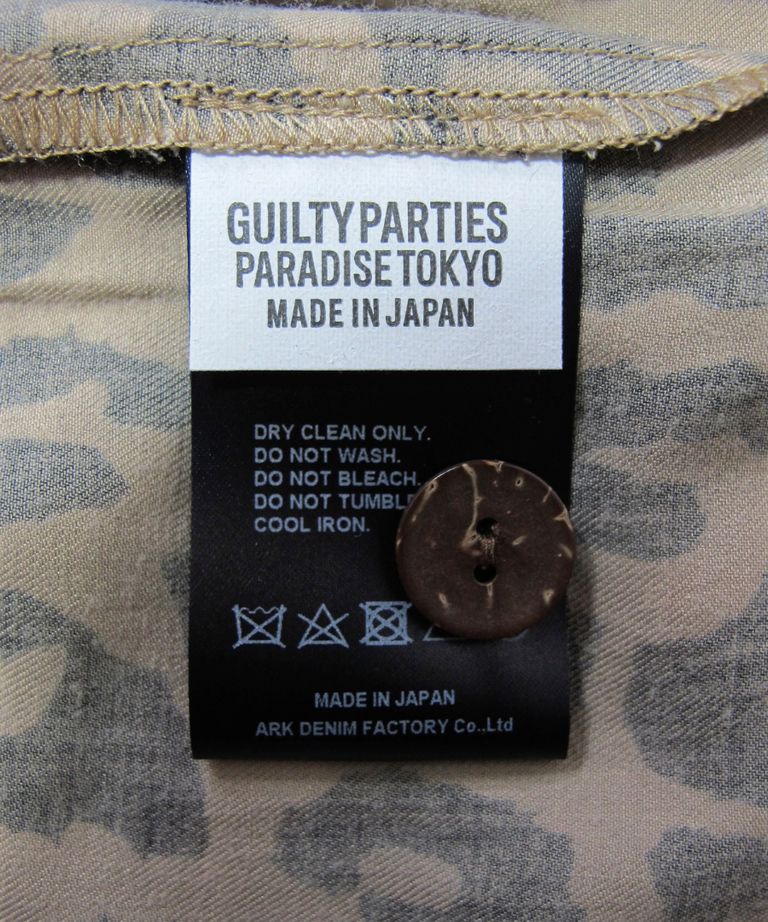 GUILTY PARTIES
PARADISE TOKYO
MADE IN JAPAN
DRY CLEAN ONLY.
DO NOT WASH.
DO NOT BLEACH.
DO NOT TUMBLE
COOL IRON.
MADE IN JAPAN
ARK DENIM FACTORY Co.,Ltd